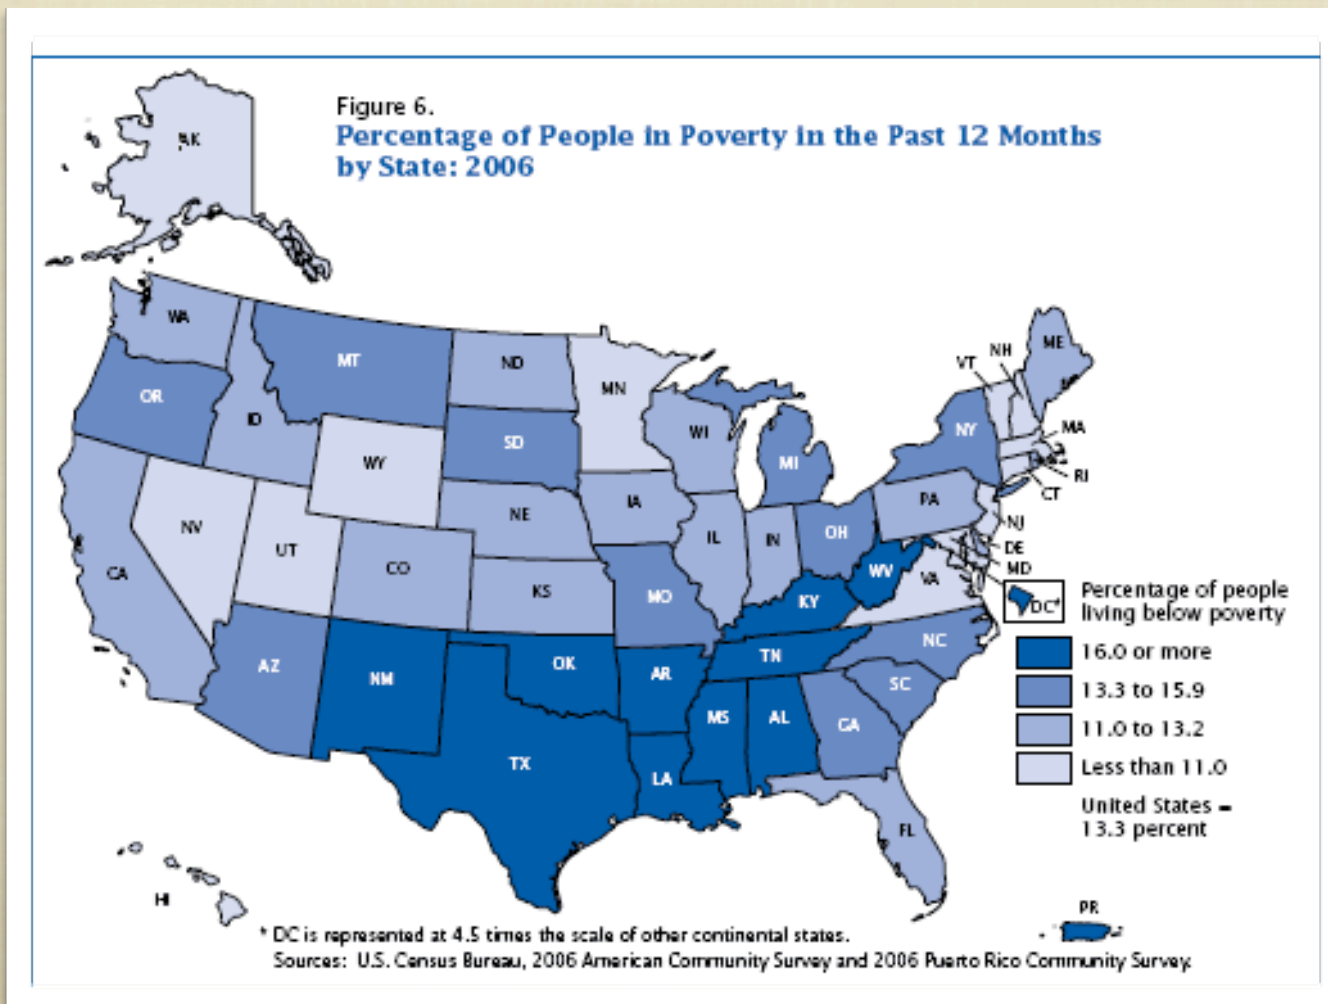 Figure 6.
Percentage of People in Poverty in the Past 12 Months
by State: 2006
AK
WA
MT
ND
MN
OR
ID
SD
WI
MI
NY
VT
NH
ME
MA
RI
CT
WY
NV
UT
CO
NE
IA
IL
IN
OH
PA
NJ
DE
MD
DC*
CA
KS
MO
KY
WV
VA
AZ
NM
OK
AR
TN
NC
SC
TX
LA
MS
AL
GA
FL
HI
PR
Percentage of people
living below poverty
16.0 or more
13.3 to 15.9
11.0 to 13.2
Less than 11.0
United States =
13.3 percent
* DC is represented at 4.5 times the scale of other continental states.
Sources: U.S. Census Bureau, 2006 American Community Survey and 2006 Puerto Rico Community Survey.